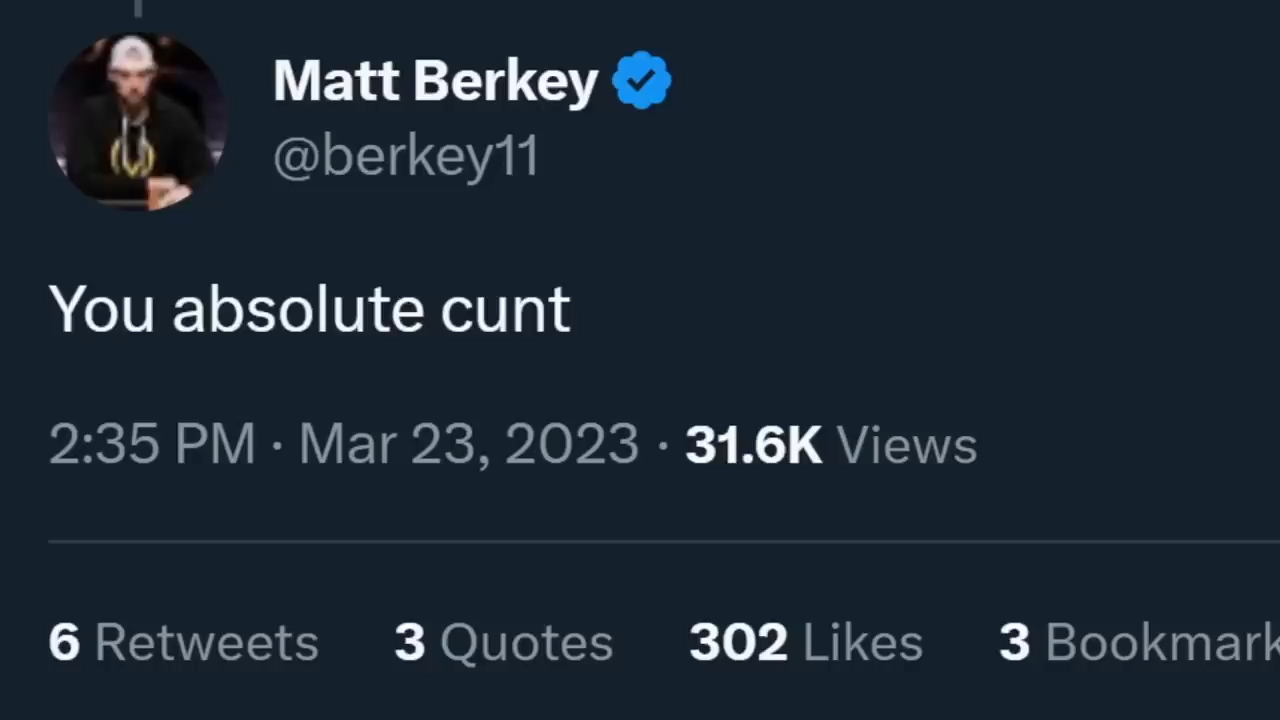 Matt Berkey
@berkey11
You absolute cunt
2:35 PM · Mar 23, 2023 · 31.6K Views
6 Retweets 3 Quotes 302 Likes 3 Bookmark